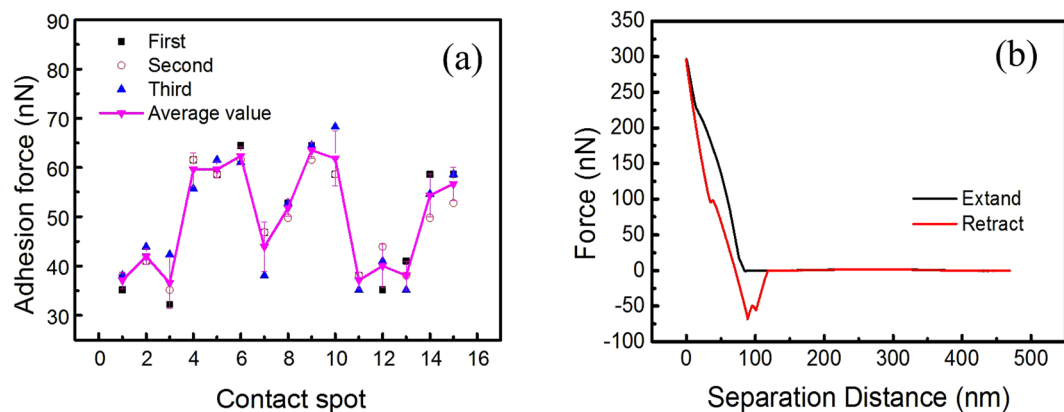 (a)
First
Second
Third
Average value
Adhesion force (nN)
90
80
70
60
50
40
30
0 2 4 6 8 10 12 14 16
Contact spot
(b)
Extand
Retract
Force (nN)
350
300
250
200
150
100
50
0
-50
-100
0 100 200 300 400 500
Separation Distance (nm)